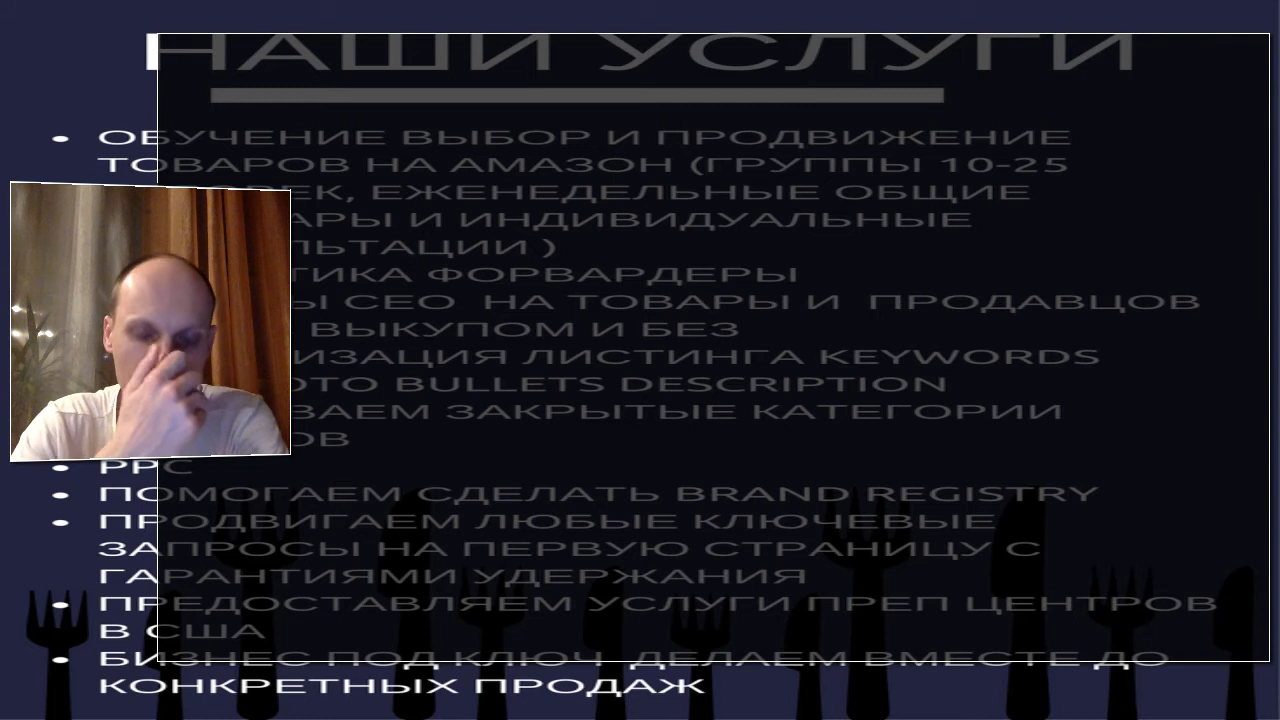 НАШИ УСЛУГИ
• ОБУЧЕНИЕ ВЫБОР И ПРОДВИЖЕНИЕ
ТОВАРОВ НА АМАЗОН (ГРУППЫ 10-25
ЕЖЕНЕДЕЛЬНЫЕ ОБЩИЕ
И ИНДИВИДУАЛЬНЫЕ
)
ФОРВАРДЕРЫ
СЕО НА ТОВАРЫ И ПРОДАВЦОВ
ВЫКУПОМ И БЕЗ
ЛИСТИНГА KEYWORDS
BULLETS DESCRIPTION
ЗАКРЫТЫЕ КАТЕГОРИИ
• PPC
• ПОМОГАЕМ СДЕЛАТЬ BRAND REGISTRY
• ПРОДВИГАЕМ ЛЮБЫЕ КЛЮЧЕВЫЕ
ЗАПРОСЫ НА ПЕРВУЮ СТРАНИЦУ С
ГАРАНТИЯМИ УДЕРЖАНИЯ
• ПРЕДОСТАВЛЯЕМ УСЛУГИ ПРЕП ЦЕНТРОВ
В США
• БИЗНЕС ПОД КЛЮЧ ДЕЛАЕМ ВМЕСТЕ ДО
КОНКРЕТНЫХ ПРОДАЖ